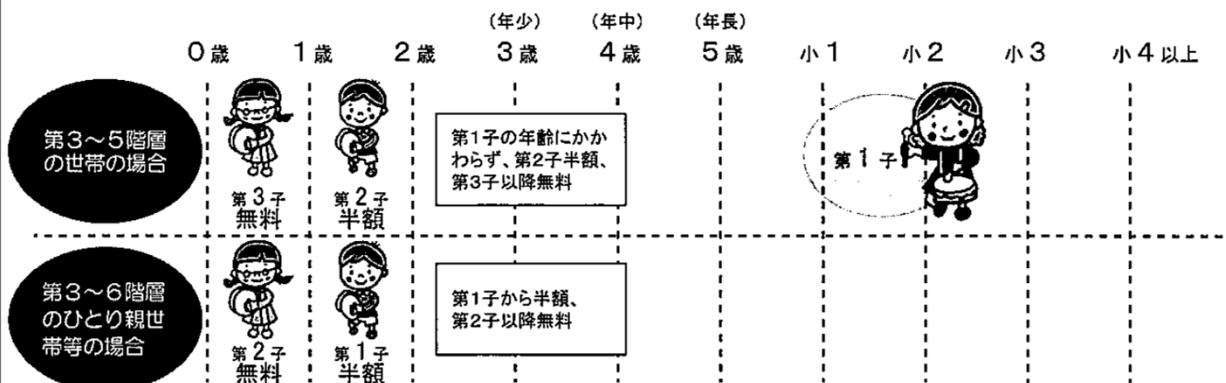 （年少）　（年中）　（年長）
0歳　1歳　2歳　3歳　4歳　5歳　小1　小2　小3　小4以上
第3～5階層
の世帯の場合
第3子
無料
第2子
半額
第1子の年齢にかか
わらず、第2子半額、
第3子以降無料
第1子
第3～6階層
のひとり親世
帯等の場合
第2子
無料
第1子
半額
第1子から半額、
第2子以降無料